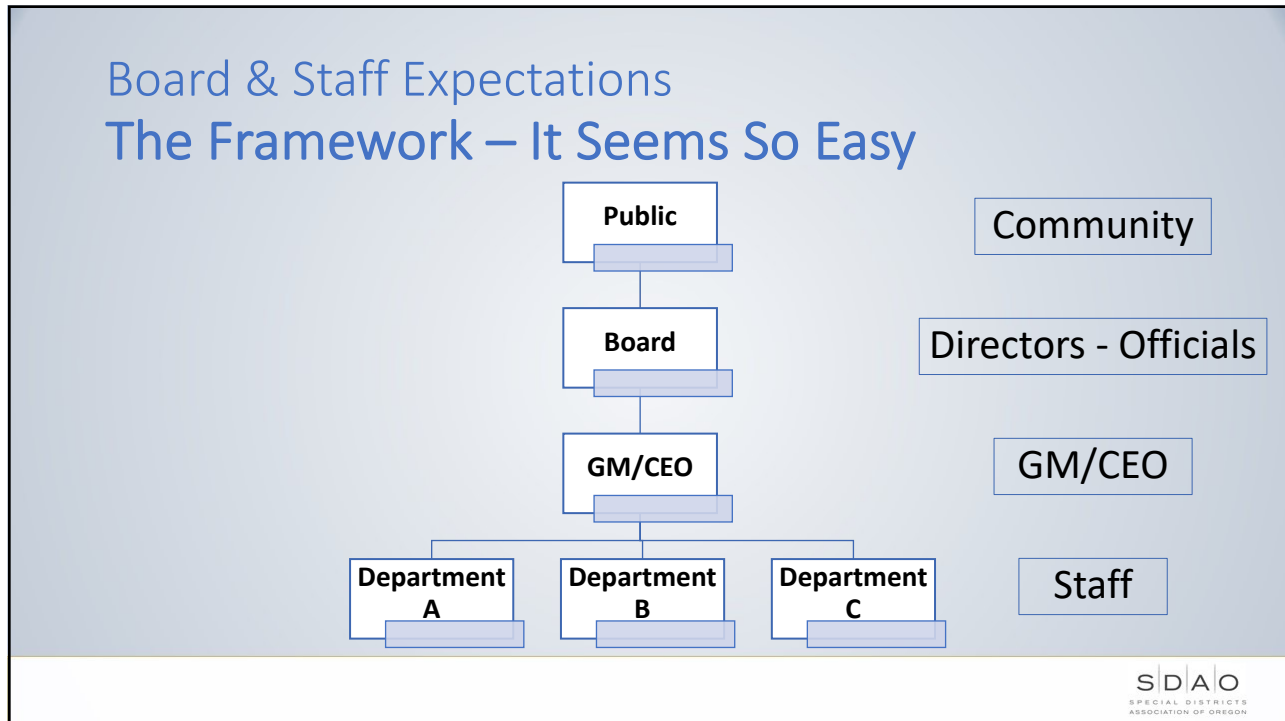 Board & Staff Expectations
The Framework – It Seems So Easy
Public
Community
Board
Directors - Officials
GM/CEO
GM/CEO
Department
A
Department
B
Department
C
Staff
SDAO
SPECIAL DISTRICTS
ASSOCIATION OF OREGON